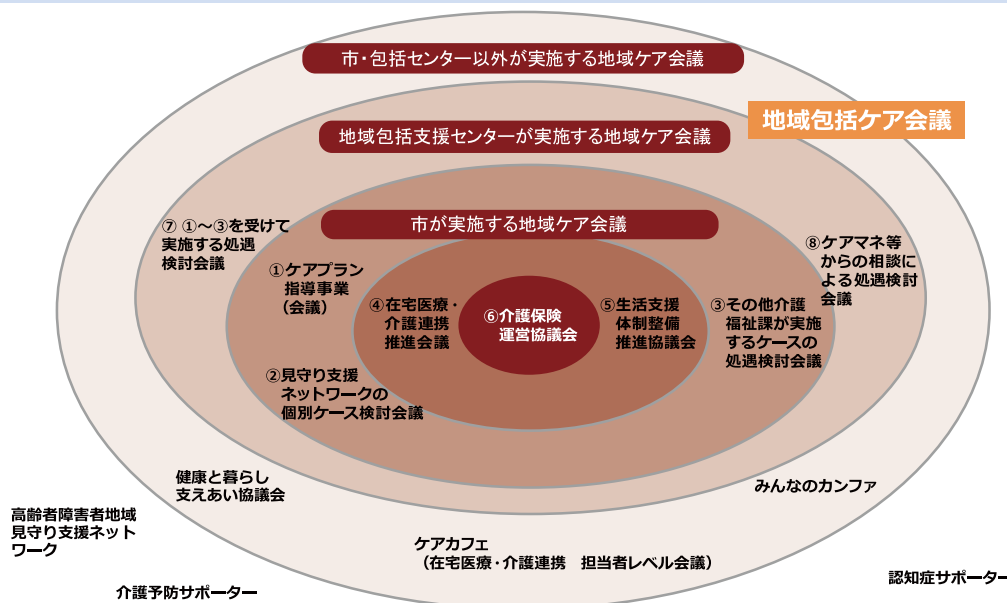 市・包括センター以外が実施する地域ケア会議
地域包括ケア会議
地域包括支援センターが実施する地域ケア会議
市が実施する地域ケア会議
⑦ ①～③を受けて
実施する処遇
検討会議
①ケアプラン
指導事業
（会議）
②見守り支援
ネットワークの
個別ケース検討会議
④在宅医療・
介護連携
推進会議
⑥介護保険
運営協議会
⑤生活支援
体制整備
推進協議会
③その他介護
福祉課が実施
するケースの
処遇検討会議
⑧ケアマネ等
からの相談に
よる処遇検討
会議
健康と暮らし
支えあい協議会
みんなのカンファ
高齢者障害者地域
見守り支援ネット
ワーク
ケアカフェ
（在宅医療・介護連携　担当者レベル会議）
介護予防サポーター
認知症サポーター